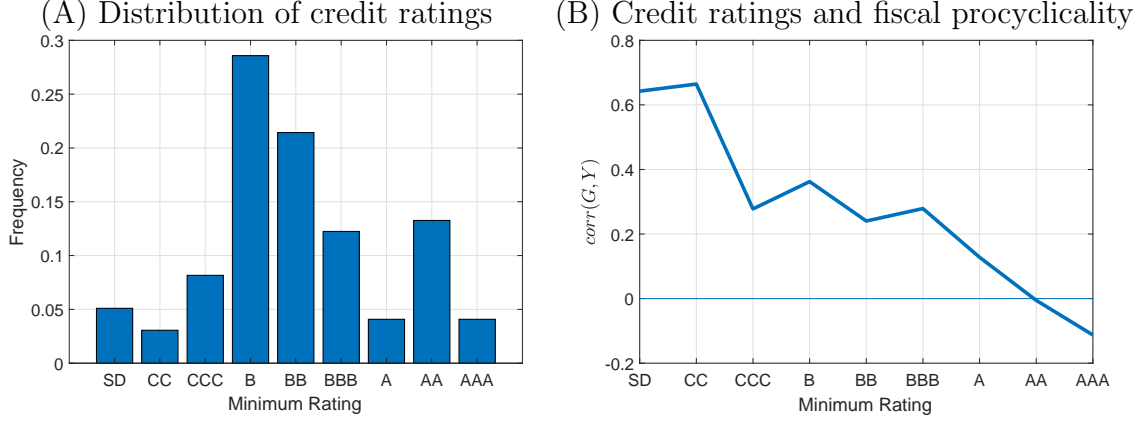 (A) Distribution of credit ratings
0.3
0.25
0.2
0.15
0.1
0.05
0
Frequency
SD CC CCC B BB BBB A AA AAA
Minimum Rating
(B) Credit ratings and fiscal procyclicality
0.8
0.6
0.4
0.2
0
-0.2
corr(G, Y)
SD CC CCC B BB BBB A AA AAA
Minimum Rating